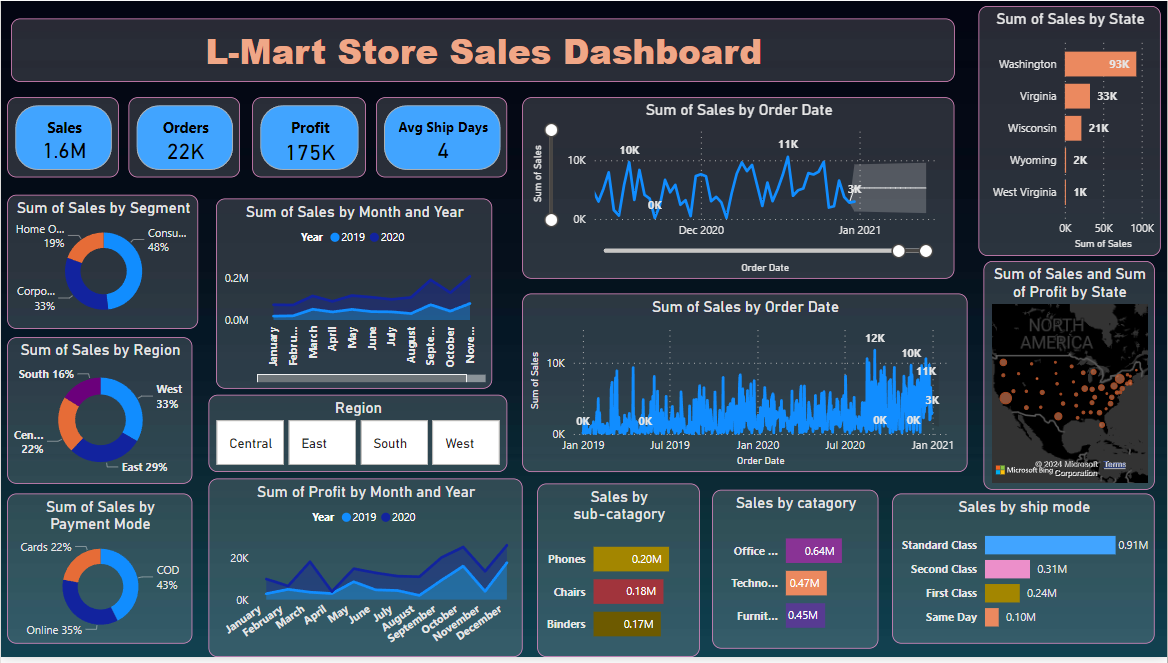 L-Mart Store Sales Dashboard
Sales
1.6M
Orders
22K
Profit
175K
Avg Ship Days
4
Sum of Sales by Order Date
Sum of Sales
10K
0K
10K
0K
11K
3K
Dec 2020
Jan 2021
Order Date
Sum of Sales by State
Washington
93K
Virginia
33K
Wisconsin
21K
Wyoming
2K
West Virginia
1K
0K
50K
100K
Sum of Sales
Sum of Sales by Segment
Home O...
19%
Consu...
48%
Corpo...
33%
Sum of Sales by Month and Year
Year
2019
2020
0.2M
0.0M
January
Febru...
March
April
May
June
July
August
Septe...
October
Nove...
Sum of Sales and Sum
of Profit by State
NORTH
AMERICA
© 2024 Microsoft
Corporation
Terms
Microsoft Bing
Sum of Sales by Order Date
Sum of Sales
10K
0K
0K
0K
12K
10K
11K
3K
0K
0K
Jan 2019
Jul 2019
Jan 2020
Jul 2020
Jan 2021
Order Date
Sum of Sales by Region
South 16%
West
33%
Cen...
22%
East 29%
Region
Central
East
South
West
Sum of Sales by
Payment Mode
Cards 22%
COD
43%
Online 35%
Sum of Profit by Month and Year
Year
2019
2020
20K
0K
January
February
March
April
May
June
July
August
September
October
November
December
Sales by
sub-catagory
Phones
0.20M
Chairs
0.18M
Binders
0.17M
Sales by catagory
Office ...
0.64M
Techno...
0.47M
Furnit...
0.45M
Sales by ship mode
Standard Class
0.91M
Second Class
0.31M
First Class
0.24M
Same Day
0.10M